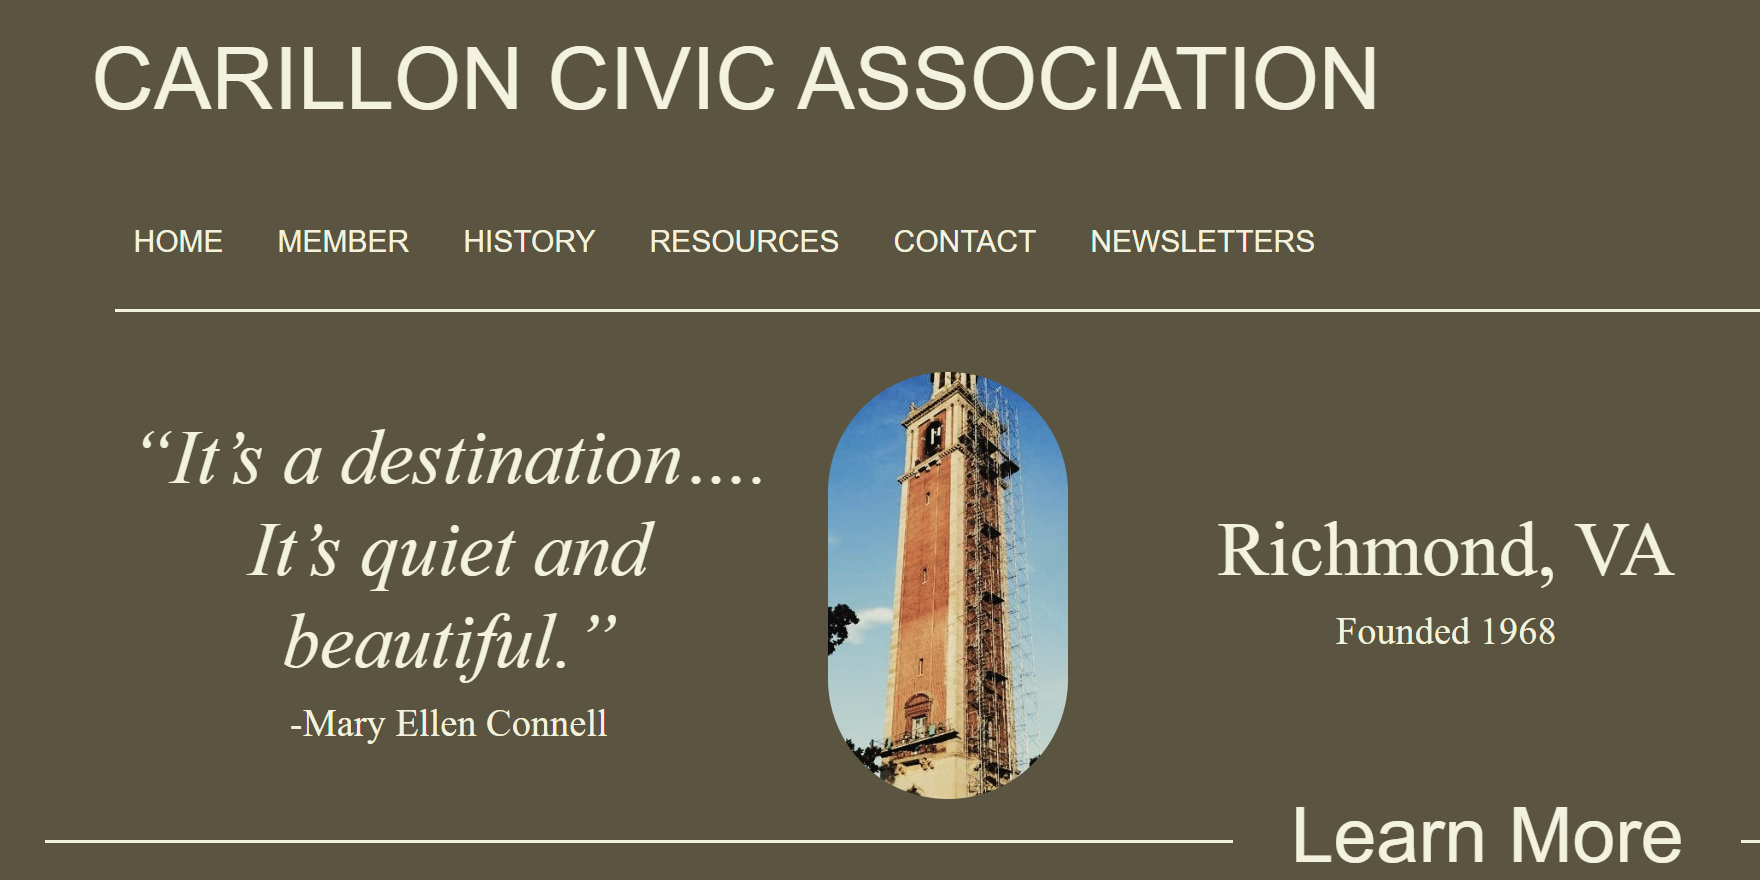 CARILLON CIVIC ASSOCIATION
HOME MEMBER HISTORY RESOURCES CONTACT NEWSLETTERS
“It’s a destination….
It’s quiet and
beautiful.”
-Mary Ellen Connell
Richmond, VA
Founded 1968
Learn More